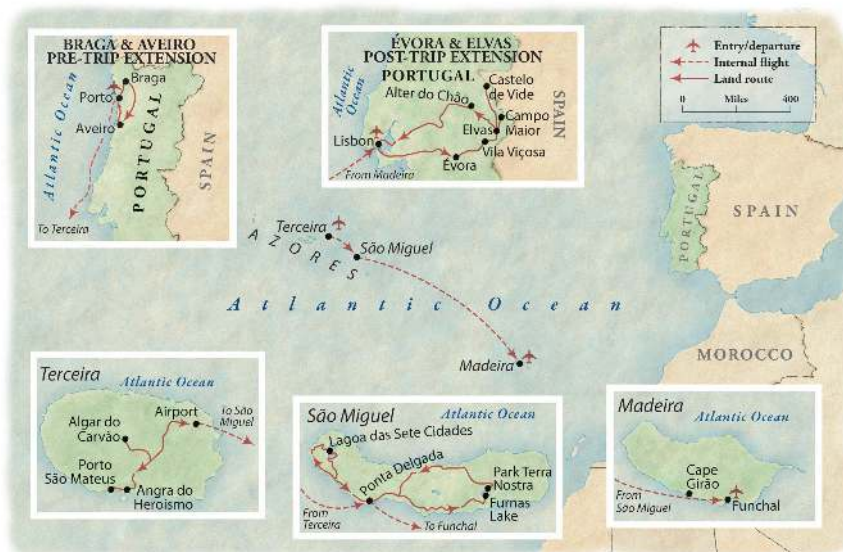 BRAGA & AVEIRO
PRE-TRIP EXTENSION
Braga
Porto
Aveiro
Atlantic Ocean
PORTUGAL
SPAIN
To Terceira
ÉVORA & ELVAS
POST-TRIP EXTENSION
PORTUGAL
Atlantic
Ocean
Castelo
de Vide
Alter do Chão
Campo
Maior
Elvas
Lisbon
Vila Viçosa
Évora
SPAIN
From Madeira
Entry/departure
Internal flight
Land route
0 Miles 400
PORTUGAL
SPAIN
MOROCCO
Terceira
São Miguel
AZORES
Atlantic Ocean
Madeira
Terceira
Atlantic Ocean
Airport
To São
Miguel
Algar do
Carvão
Porto
São Mateus
Angra do
Heroismo
São Miguel
Atlantic Ocean
Lagoa das Sete Cidades
Ponta Delgada
Park Terra
Nostra
Furnas
Lake
From
Terceira
To Funchal
Madeira
Atlantic Ocean
Cape
Girão
From
São Miguel
Funchal